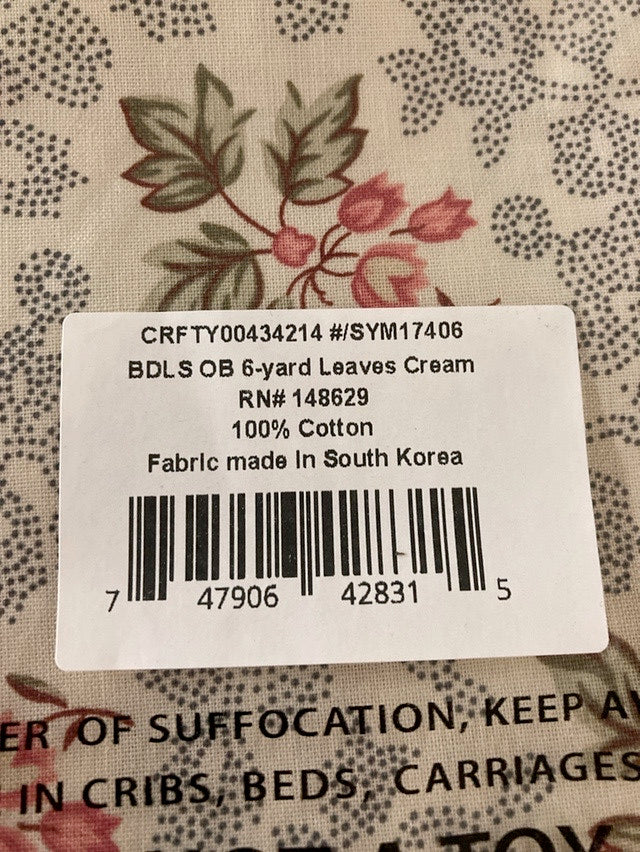 CRFTY00434214 #/SYM17406
BDLS OB 6-yard Leaves Cream
RN# 148629
100% Cotton
Fabric made In South Korea
7 47906 42831 5
OF SUFFOCATION, KEEP
IN CRIBS, BEDS, CARRIAGES
A TOY